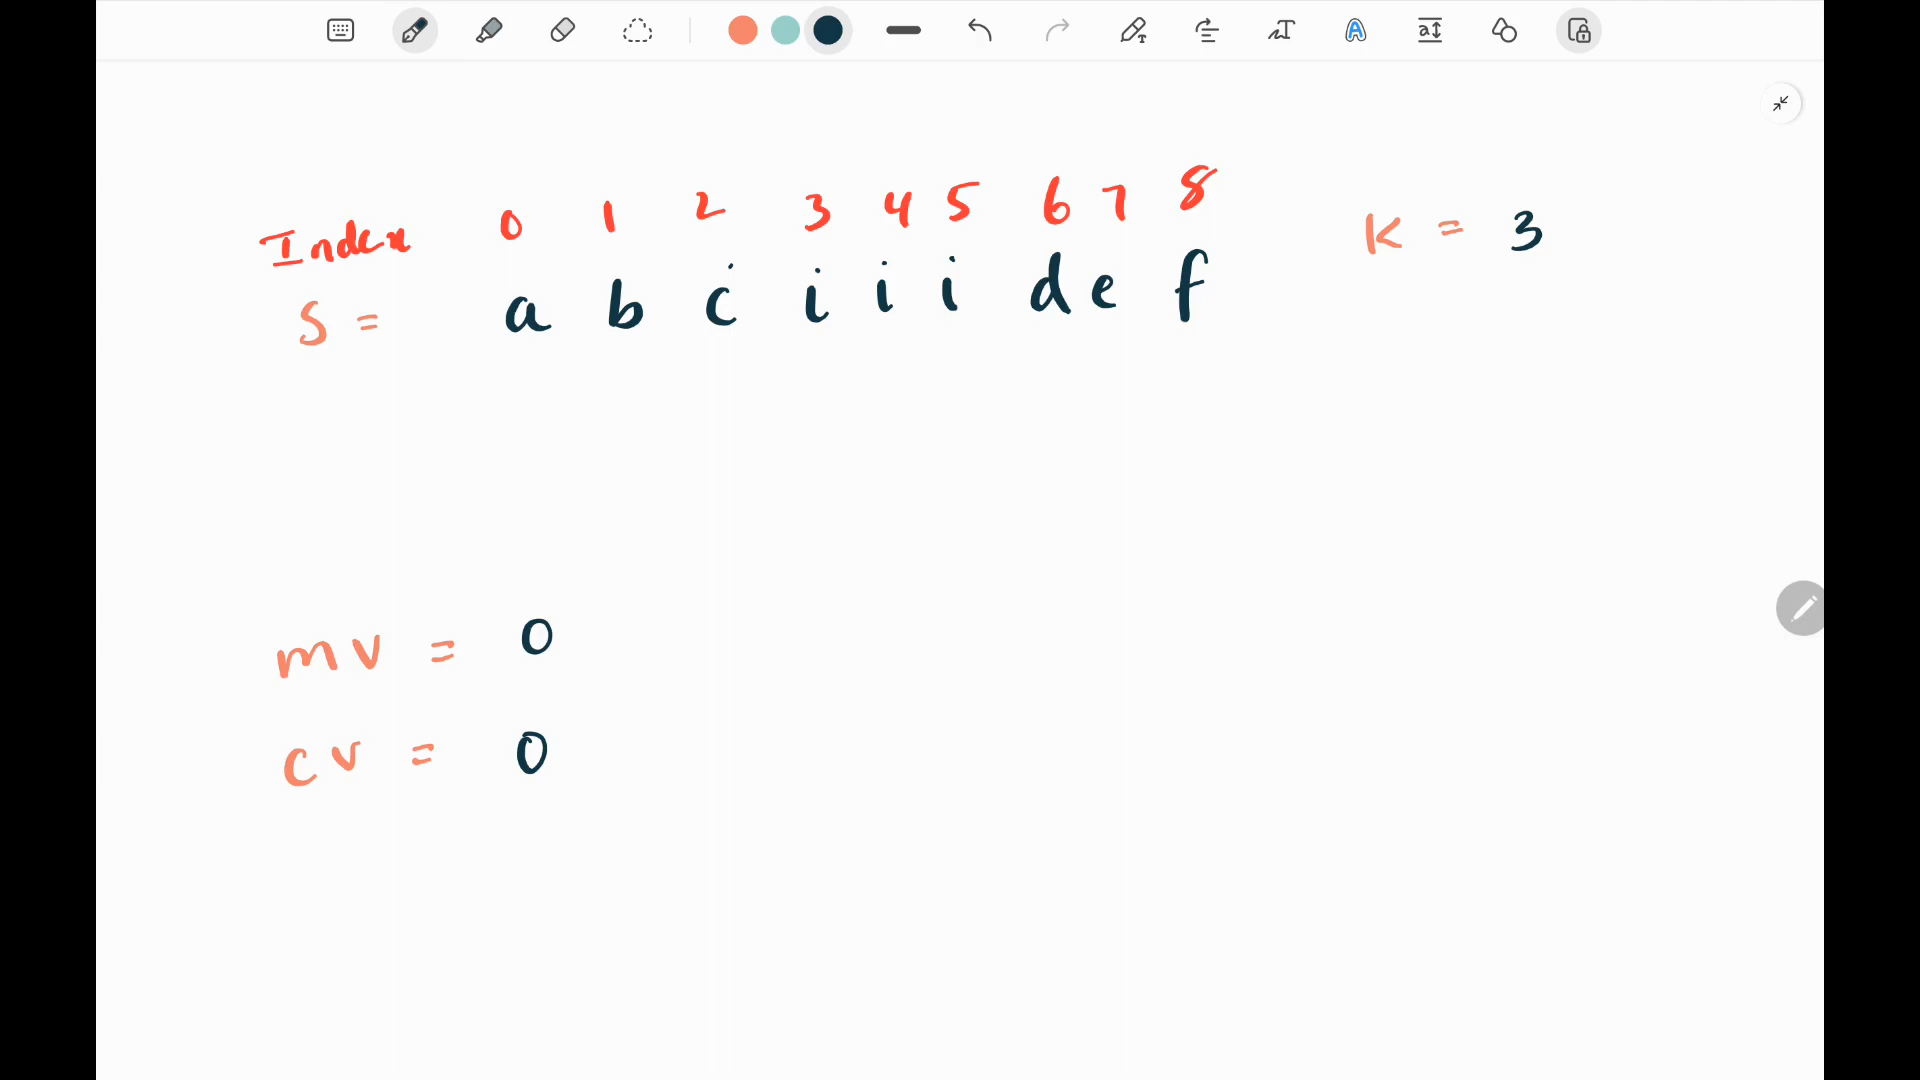 Index 0 1 2 3 4 5 6 7 8
K = 3
S = a b c i i i d e f
mv = 0
cv = 0